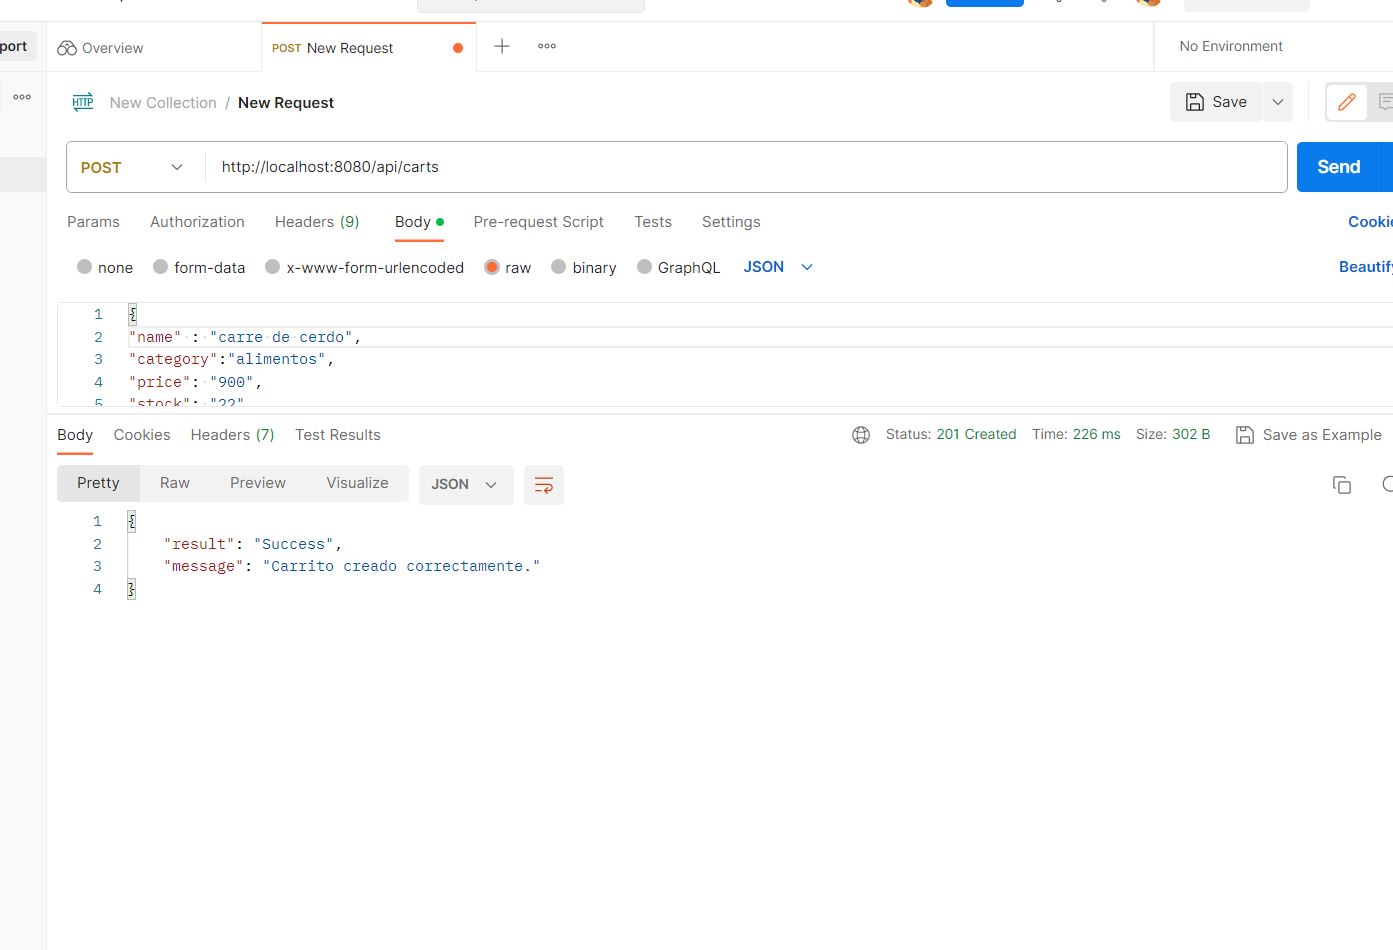 port
Overview
POST New Request
No Environment
HTTP New Collection / New Request
Save
POST
http://localhost:8080/api/carts
Send
Params Authorization Headers (9) Body Pre-request Script Tests Settings
Cookie
none form-data x-www-form-urlencoded raw binary GraphQL JSON
Beautify
1 {
2 "name" : "carre de cerdo",
3 "category":"alimentos",
4 "price": "900",
5 "stock": "22"
Body Cookies Headers (7) Test Results
Status: 201 Created Time: 226 ms Size: 302 B Save as Example
Pretty Raw Preview Visualize JSON
1 {
2 "result": "Success",
3 "message": "Carrito creado correctamente."
4 }